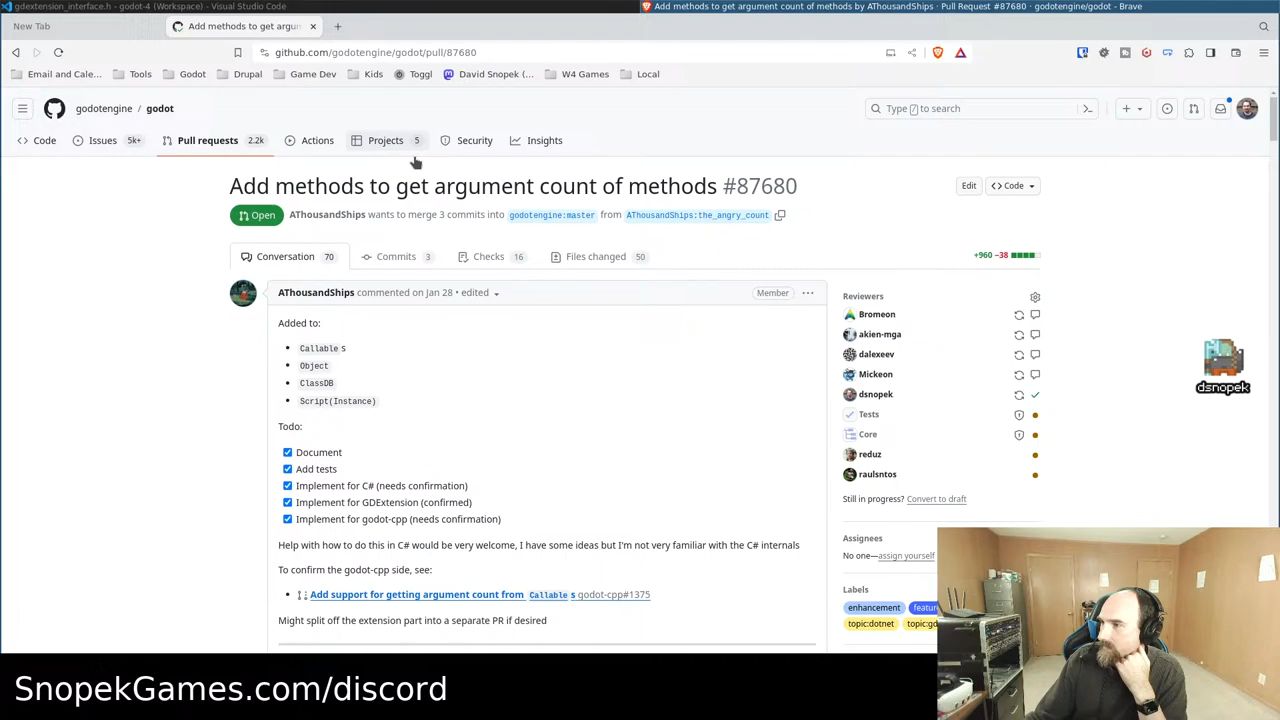 gdextension_interface.h - godot-4 (Workspace) - Visual Studio Code
Add methods to get argument count of methods by AThousandShips · Pull Request #87680 · godotengine/godot - Brave
New Tab
Add methods to get argun
github.com/godotengine/godot/pull/87680
Email and Cale...
Tools
Godot
Drupal
Game Dev
Kids
Toggl
David Snopek (...
W4 Games
Local
godotengine / godot
Type / to search
Code
Issues 5k+
Pull requests 2.2k
Actions
Projects 5
Security
Insights
Add methods to get argument count of methods #87680
Edit
Code
Open
AThousandShips wants to merge 3 commits into godotengine:master from AThousandShips:the_angry_count
Conversation 70
Commits 3
Checks 16
Files changed 50
+960 −38
AThousandShips commented on Jan 28 • edited
Member
Added to:
Callable s
Object
ClassDB
Script(Instance)
Todo:
Document
Add tests
Implement for C# (needs confirmation)
Implement for GDExtension (confirmed)
Implement for godot-cpp (needs confirmation)
Help with how to do this in C# would be very welcome, I have some ideas but I'm not very familiar with the C# internals
To confirm the godot-cpp side, see:
Add support for getting argument count from Callable s godot-cpp#1375
Might split off the extension part into a separate PR if desired
Reviewers
Bromeon
akien-mga
dalexeev
Mickeon
dsnopek
Tests
Core
reduz
raulsntos
Still in progress? Convert to draft
Assignees
No one—assign yourself
Labels
enhancement
featur
topic:dotnet
topic:gd
dsnopek
SnopekGames.com/discord